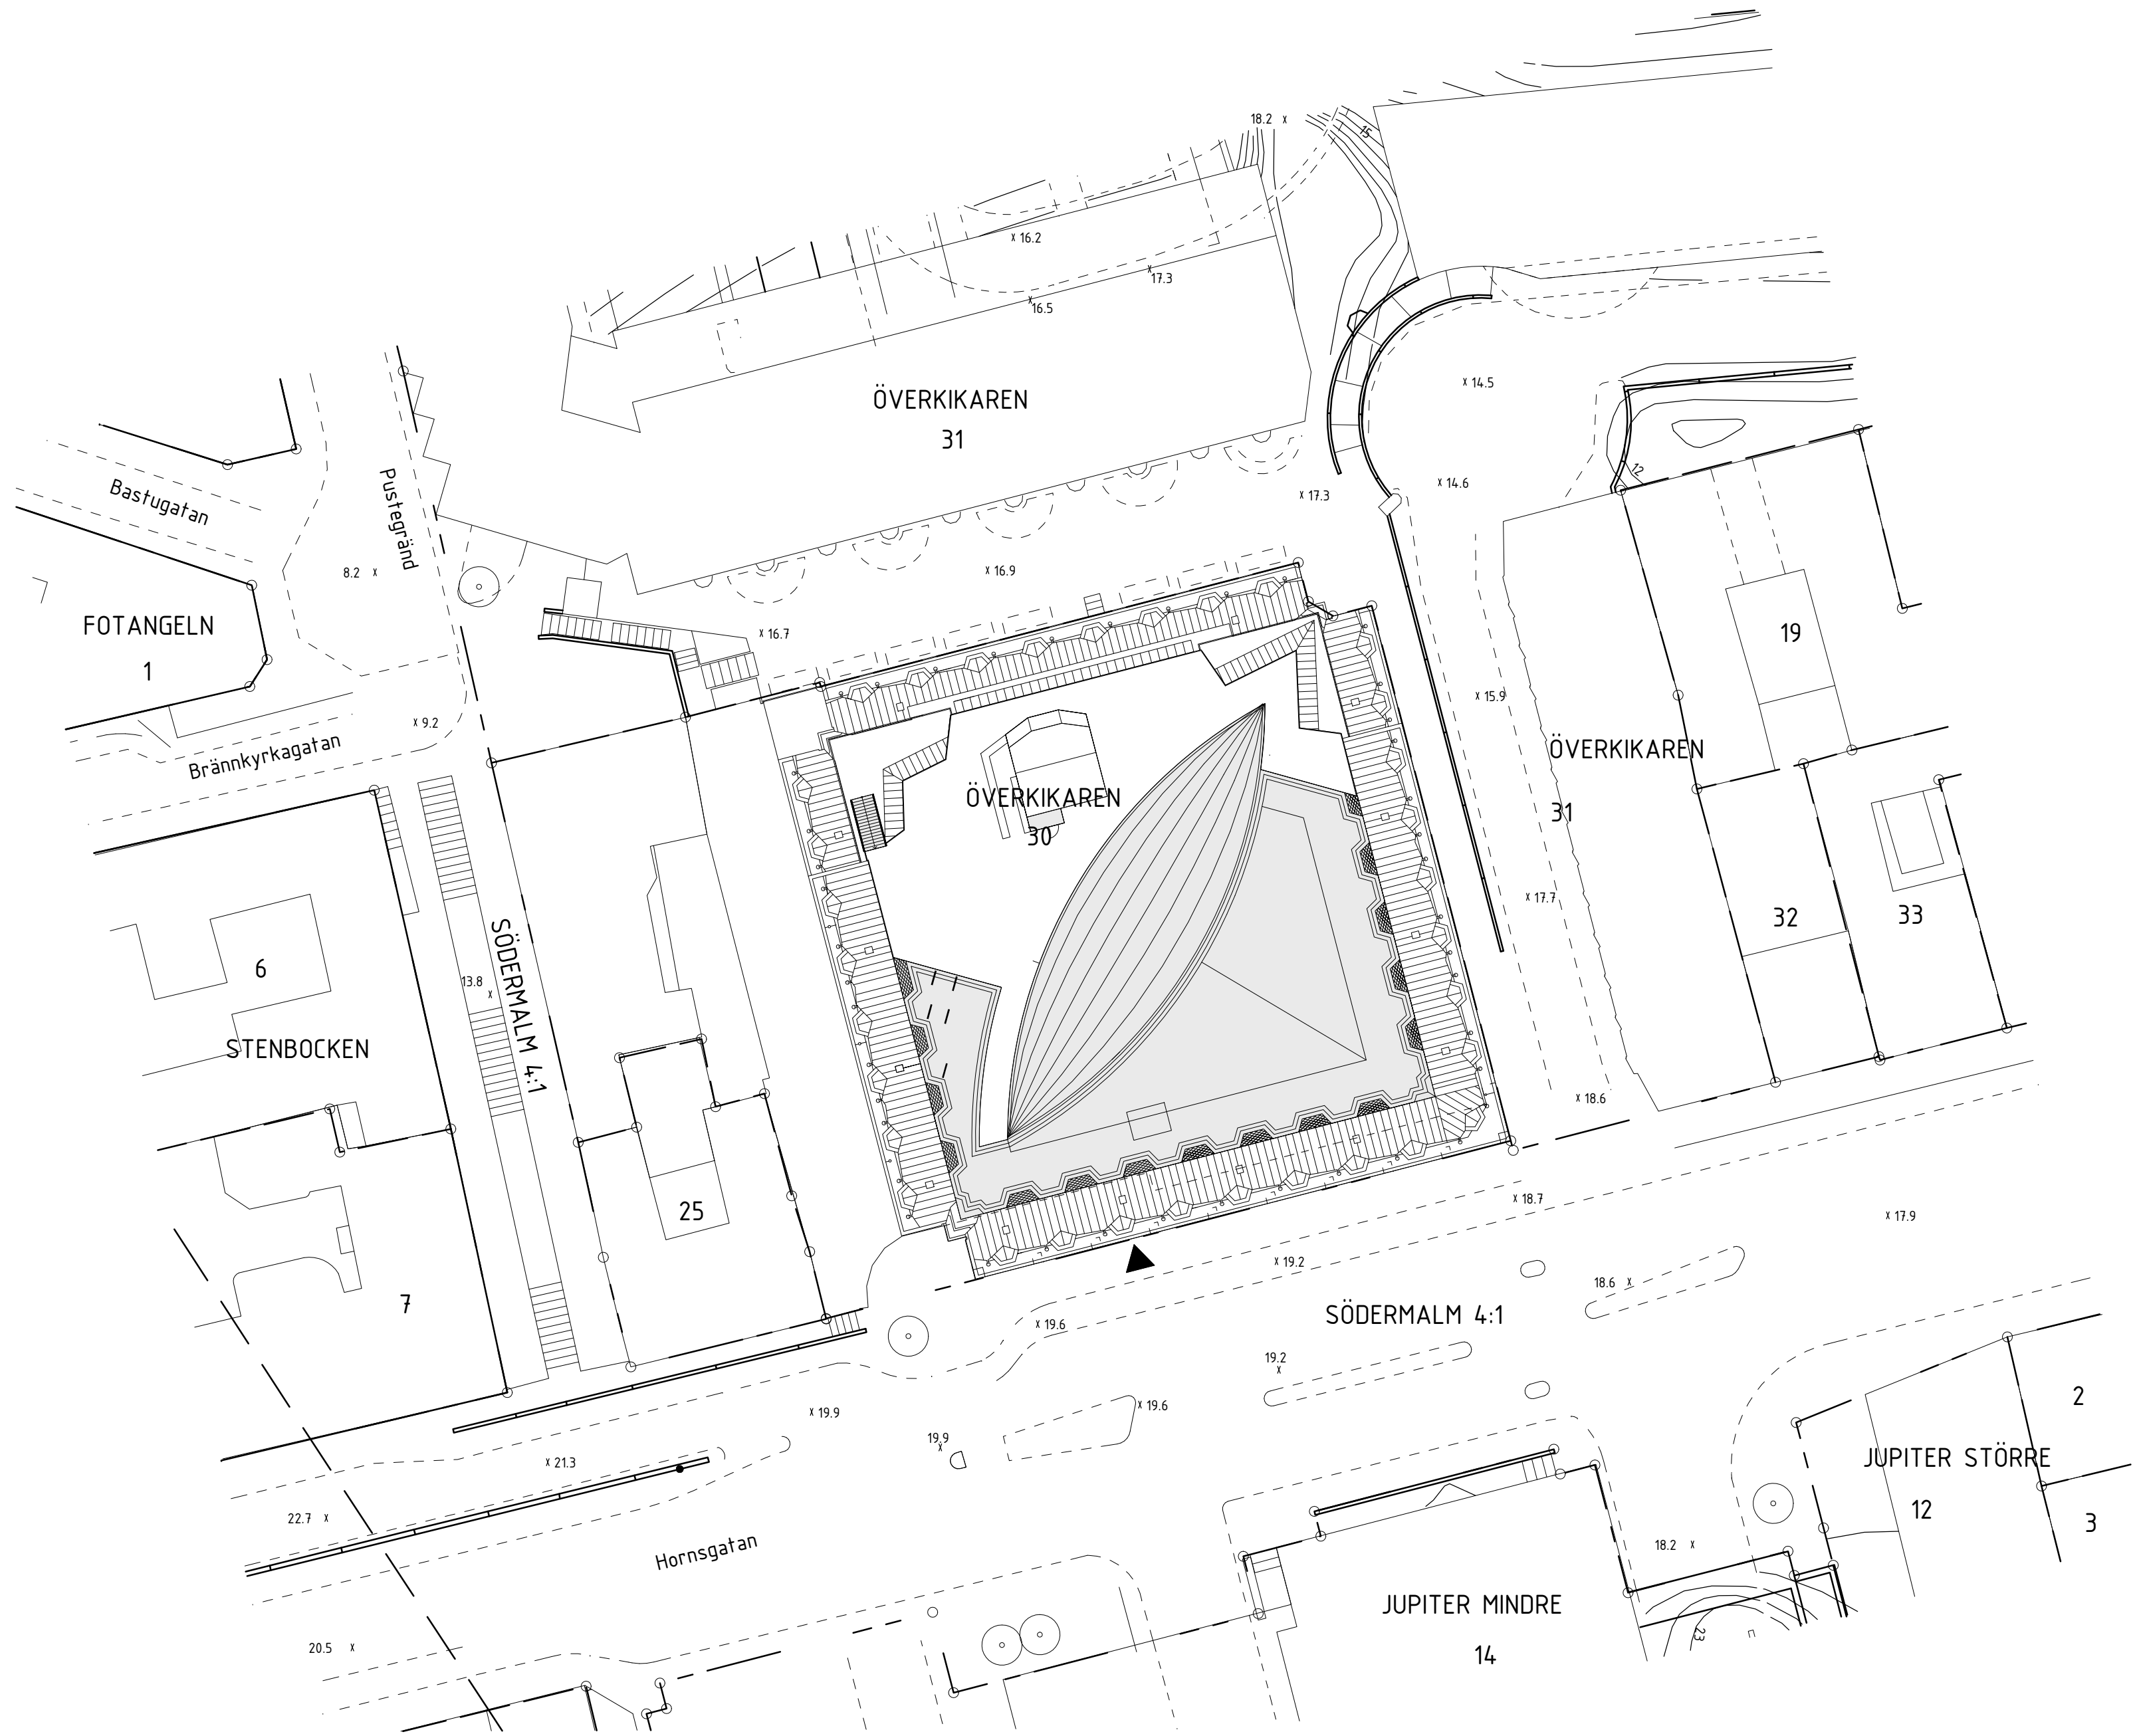 18.2 x
15
x 16.2
17.3
16.5
ÖVERKIKAREN
31
x 14.5
x 14.6
x 17.3
12
Bastugatan
Pustegränd
8.2 x
x 16.9
FOTANGELN
1
x 16.7
19
x 15.9
x 9.2
Brännkyrkagatan
ÖVERKIKAREN
31
ÖVERKIKAREN
30
x 17.7
32
33
6
13.8
x
SÖDERMALM 4:1
STENBOCKEN
x 18.6
25
x 18.7
x 17.9
x 19.2
18.6 x
7
SÖDERMALM 4:1
x 19.6
19.2
x
2
x 19.6
x 19.9
19.9
x
x 21.3
JUPITER STÖRRE
12
3
22.7 x
Hornsgatan
18.2 x
JUPITER MINDRE
14
23
20.5 x